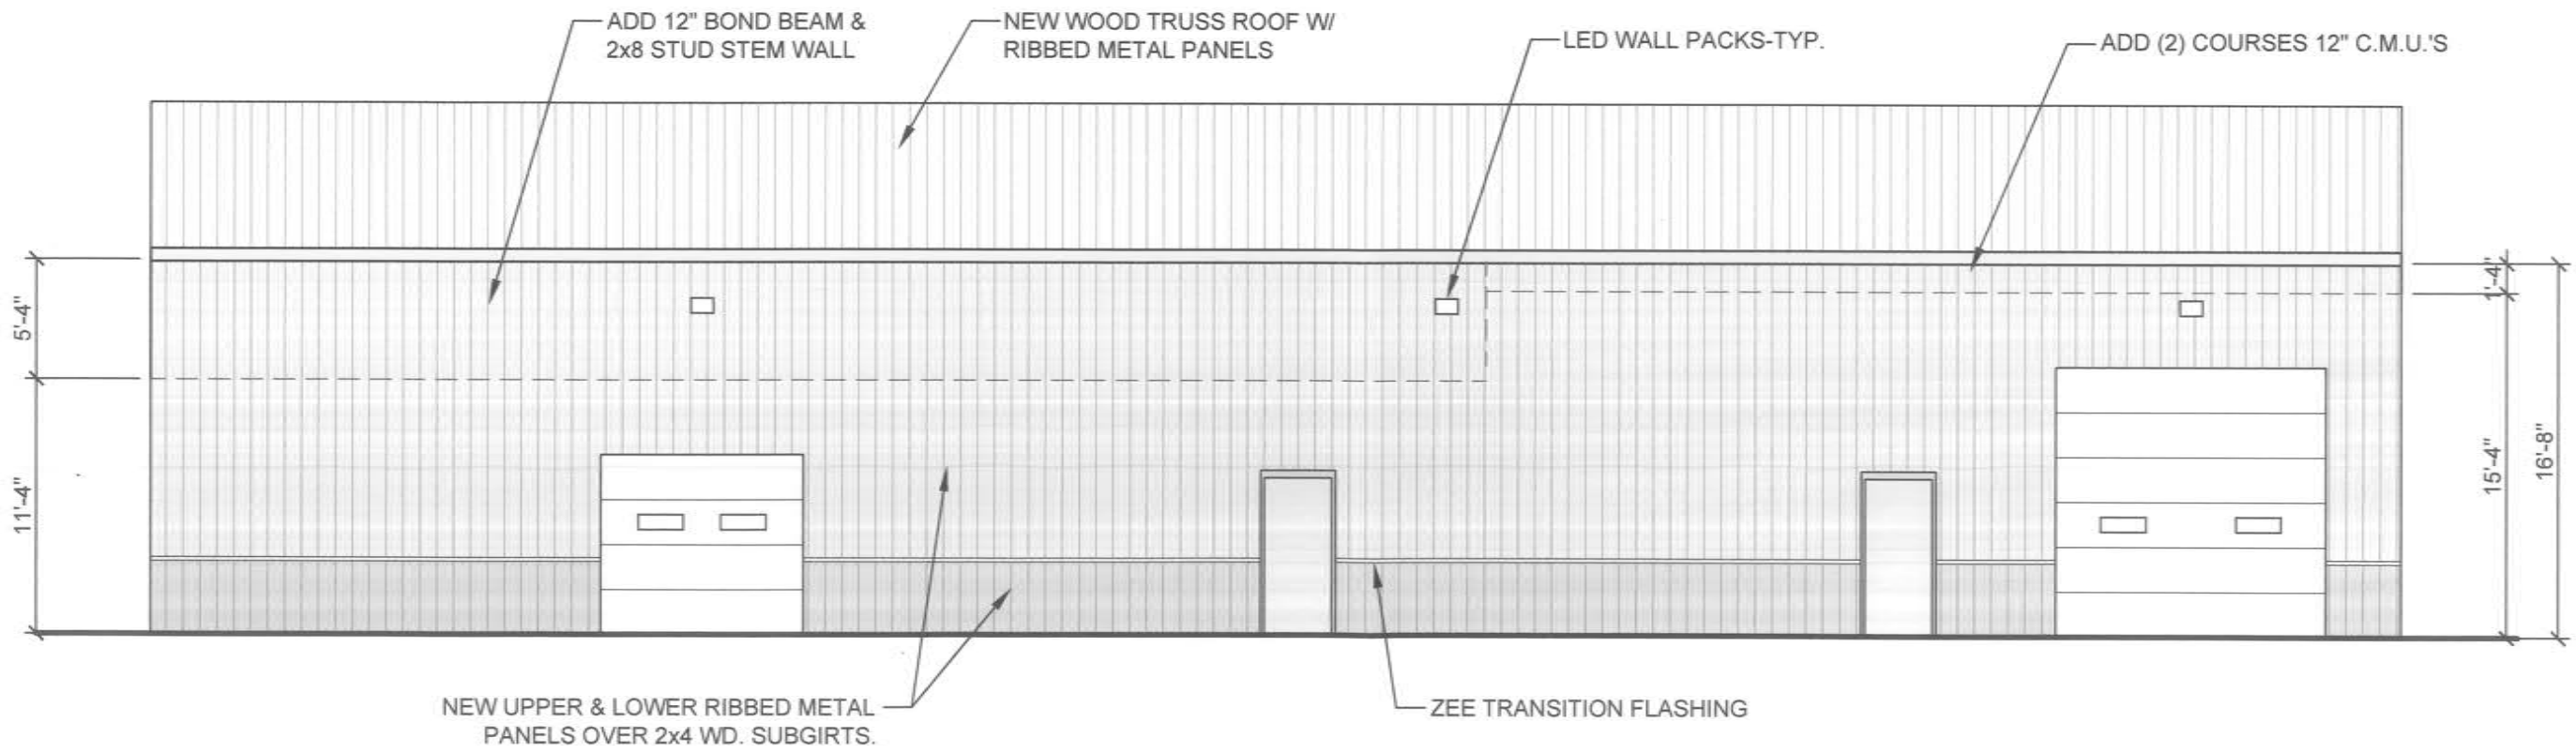 ADD 12" BOND BEAM &
2x8 STUD STEM WALL
NEW WOOD TRUSS ROOF W/
RIBBED METAL PANELS
LED WALL PACKS-TYP.
ADD (2) COURSES 12" C.M.U.'S
5'-4"
11'-4"
1'-4"
15'-4"
16'-8"
NEW UPPER & LOWER RIBBED METAL
PANELS OVER 2x4 WD. SUBGIRTS.
ZEE TRANSITION FLASHING